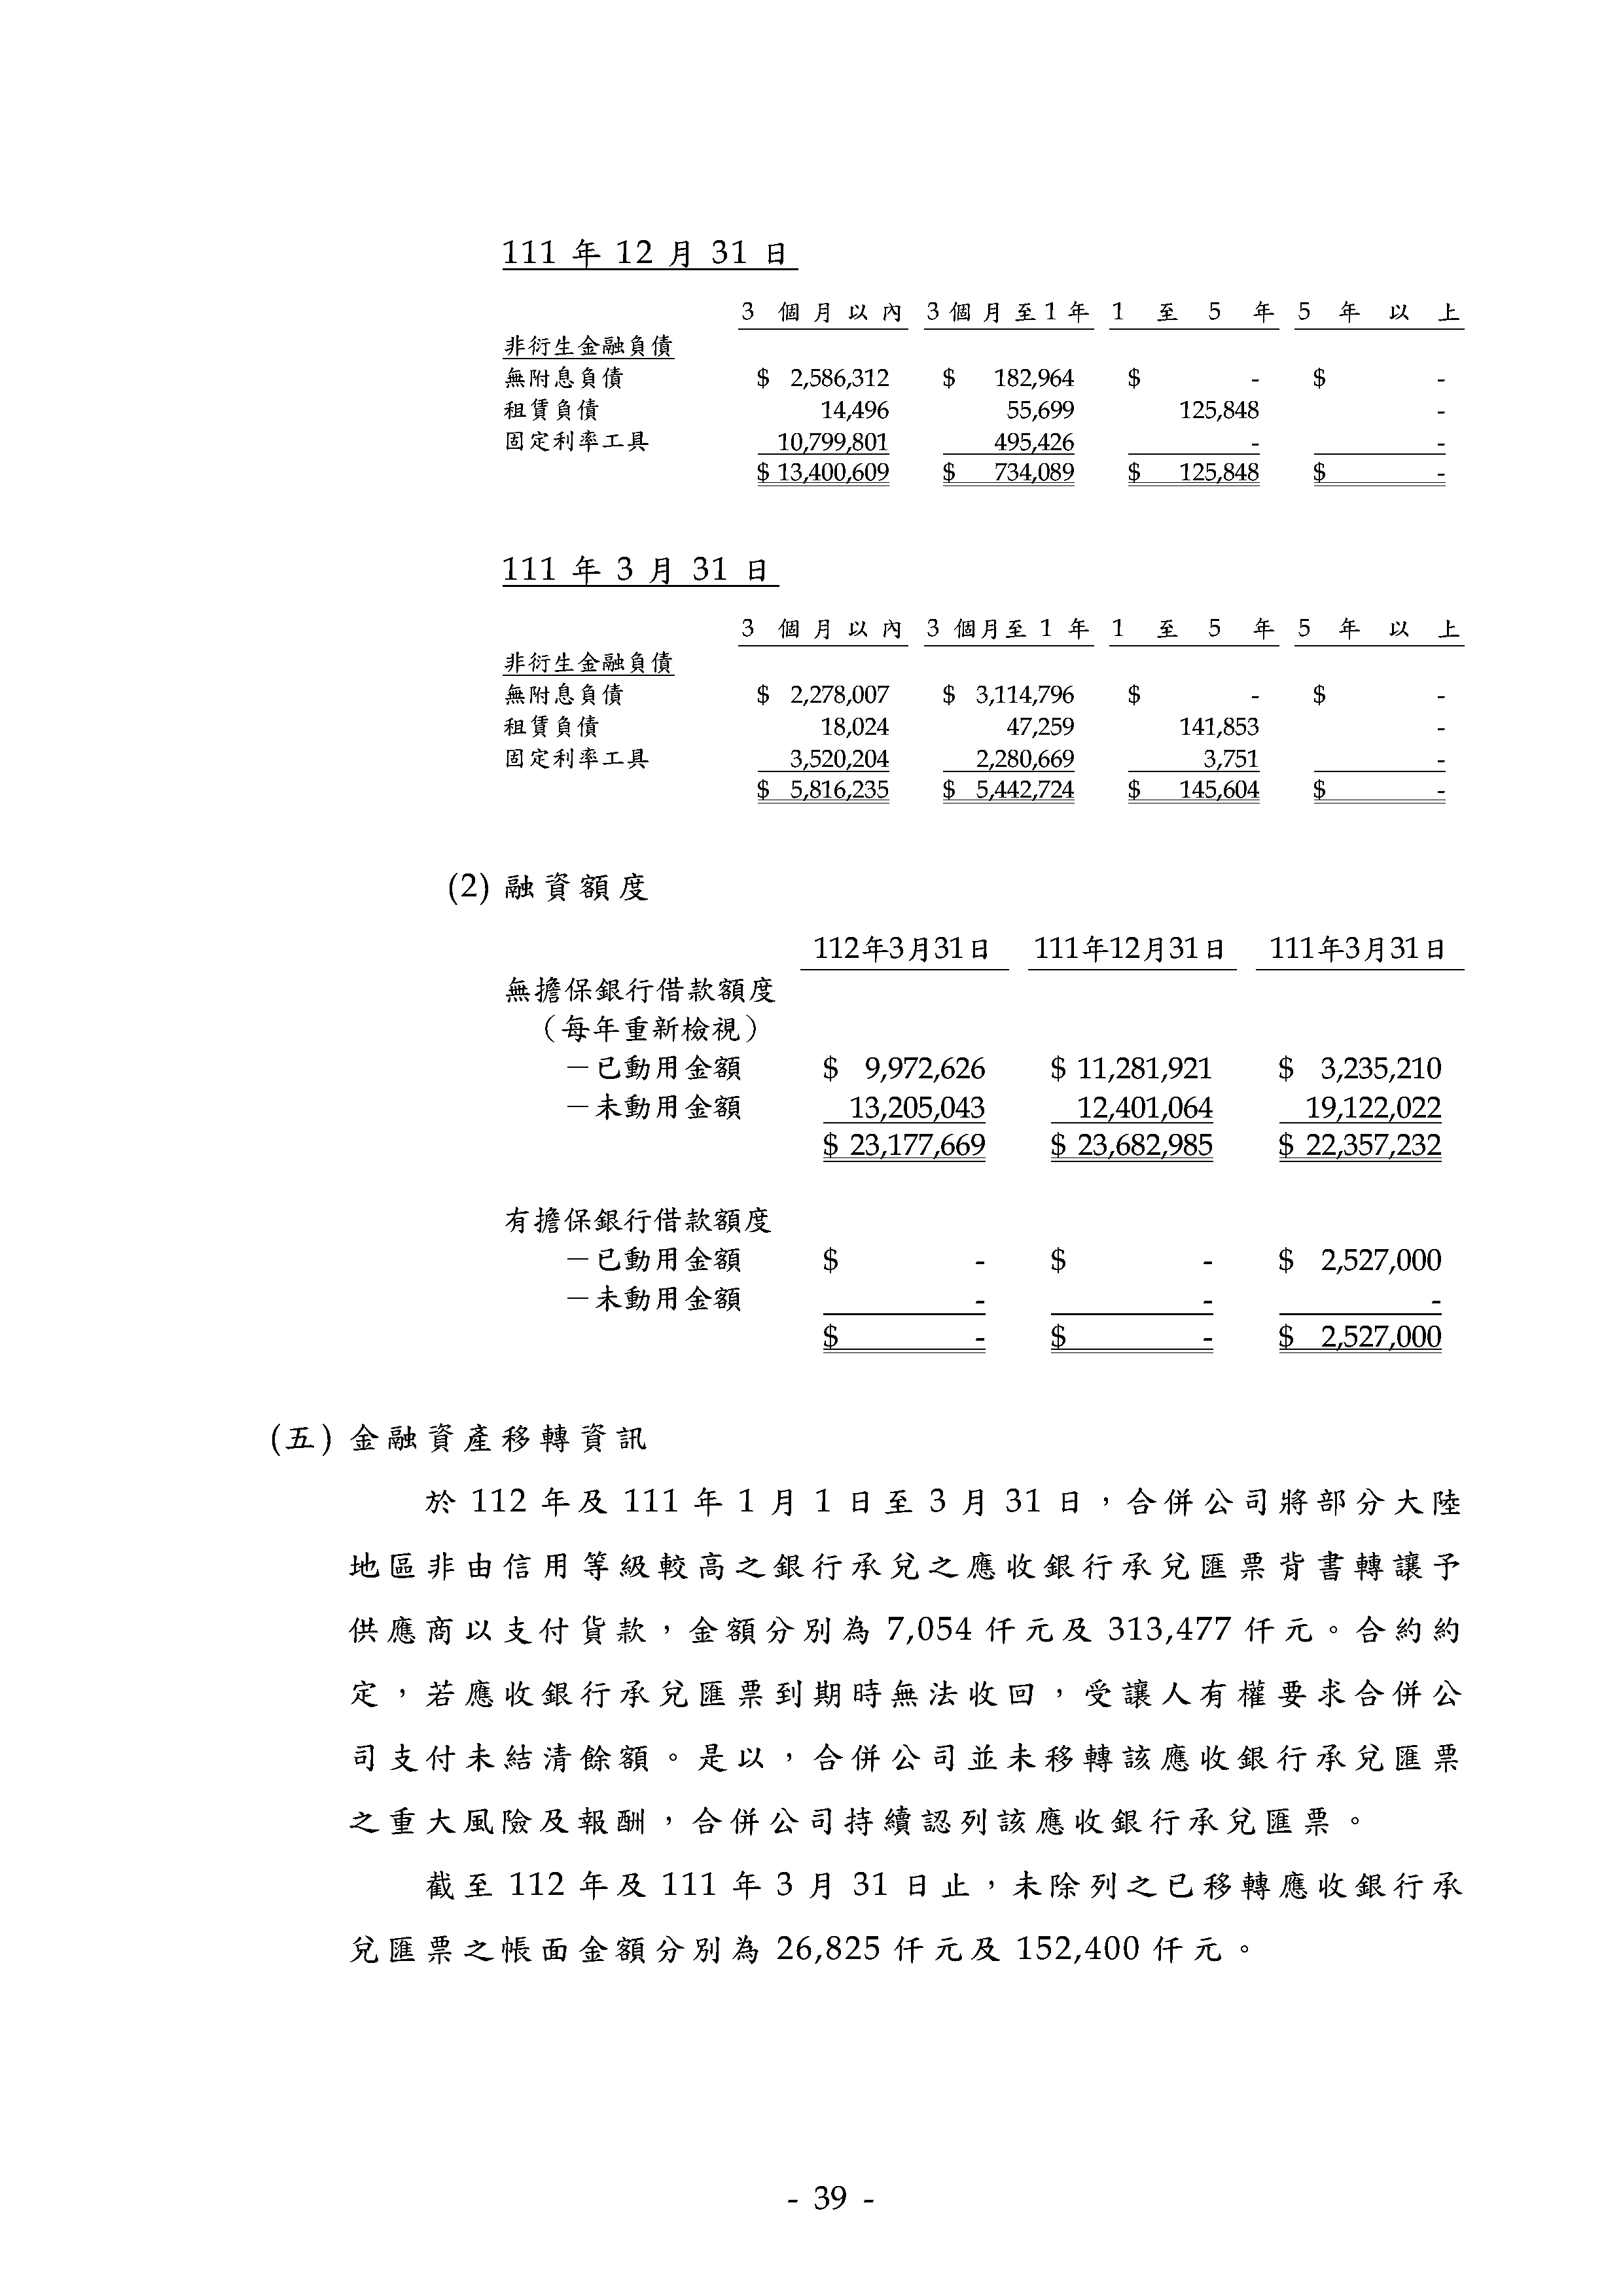 111 年 12 月 31 日
3 個月以內 3個月至1年 1 至 5 年 5 年 以 上
非衍生金融負債
無附息負債 $ 2,586,312 $ 182,964 $ - $ -
租賃負債 14,496 55,699 125,848 -
固定利率工具 10,799,801 495,426 - -
$ 13,400,609 $ 734,089 $ 125,848 $ -
111 年 3 月 31 日
3 個月以內 3 個月至 1 年 1 至 5 年 5 年 以 上
非衍生金融負債
無附息負債 $ 2,278,007 $ 3,114,796 $ - $ -
租賃負債 18,024 47,259 141,853 -
固定利率工具 3,520,204 2,280,669 3,751 -
$ 5,816,235 $ 5,442,724 $ 145,604 $ -
(2) 融資額度
112年3月31日 111年12月31日 111年3月31日
無擔保銀行借款額度
（每年重新檢視）
－已動用金額 $ 9,972,626 $ 11,281,921 $ 3,235,210
－未動用金額 13,205,043 12,401,064 19,122,022
$ 23,177,669 $ 23,682,985 $ 22,357,232
有擔保銀行借款額度
－已動用金額 $ - $ - $ 2,527,000
－未動用金額 - - -
$ - $ - $ 2,527,000
(五) 金融資產移轉資訊
於 112 年及 111 年 1 月 1 日至 3 月 31 日，合併公司將部分大陸
地區非由信用等級較高之銀行承兌之應收銀行承兌匯票背書轉讓予
供應商以支付貨款，金額分別為 7,054 仟元及 313,477 仟元。合約約
定，若應收銀行承兌匯票到期時無法收回，受讓人有權要求合併公
司支付未結清餘額。是以，合併公司並未移轉該應收銀行承兌匯票
之重大風險及報酬，合併公司持續認列該應收銀行承兌匯票。
截至 112 年及 111 年 3 月 31 日止，未除列之已移轉應收銀行承
兌匯票之帳面金額分別為 26,825 仟元及 152,400 仟元。
- 39 -